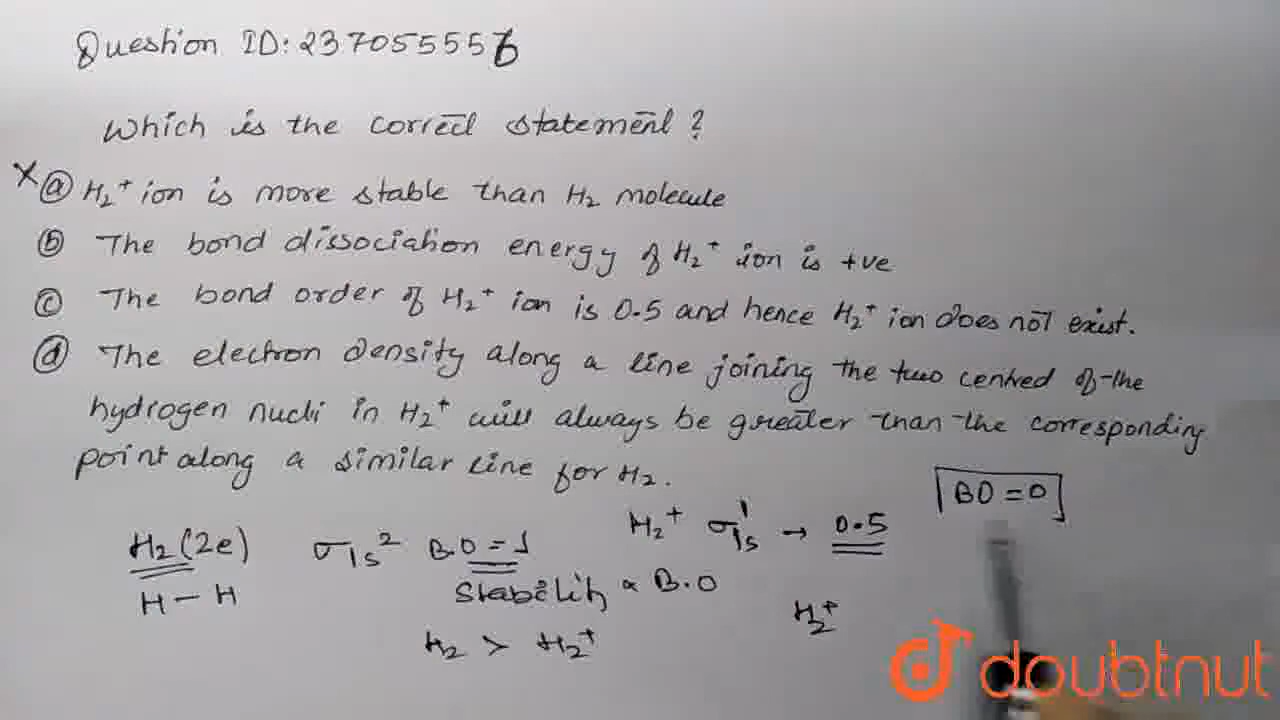 Question ID: 237055556
Which is the correct statement?
X ⓐ H₂⁺ ion is more stable than H₂ molecule
ⓑ The bond dissociation energy of H₂⁺ ion is +ve
ⓒ The bond order of H₂⁺ ion is 0.5 and hence H₂⁺ ion does not exist.
ⓓ The electron density along a line joining the two centred of the
hydrogen nucli in H₂⁺ will always be greater than the corresponding
point along a similar line for H₂.
BO = 0
H₂(2e) σ1s² B.O = 1
H₂⁺ σ1s¹ → 0.5
H – H
Stability ∝ B.O
H₂ > H₂⁺
H₂⁺
doubtnut